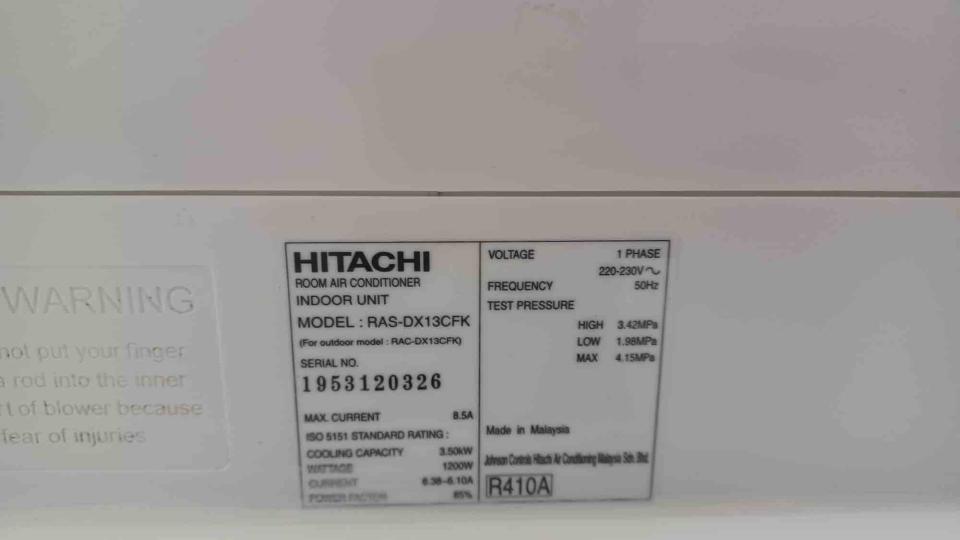 WARNING
not put your finger
a rod into the inner
rt of blower because
fear of injuries
HITACHI
ROOM AIR CONDITIONER
INDOOR UNIT
MODEL : RAS-DX13CFK
(For outdoor model : RAC-DX13CFK)
SERIAL NO.
1953120326
MAX. CURRENT 8.5A
ISO 5151 STANDARD RATING :
COOLING CAPACITY 3.50kW
WATTAGE 1200W
CURRENT 6.38-6.10A
POWER FACTOR 85%
VOLTAGE 1 PHASE
220-230V～
FREQUENCY 50Hz
TEST PRESSURE
HIGH 3.42MPa
LOW 1.98MPa
MAX 4.15MPa
Made in Malaysia
Johnson Controls Hitachi Air Conditioning Malaysia Sdn. Bhd.
R410A